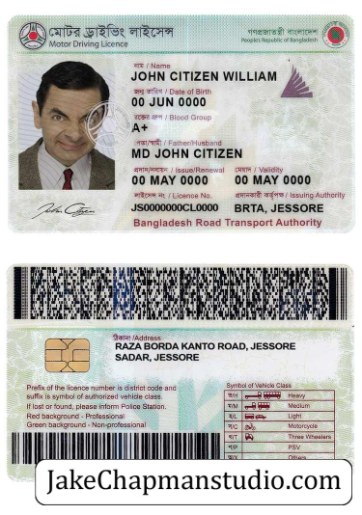 মোটর ড্রাইভিং লাইসেন্স
Motor Driving Licence
গণপ্রজাতন্ত্রী বাংলাদেশ
People's Republic of Bangladesh
নাম / Name
JOHN CITIZEN WILLIAM
জন্ম তারিখ / Date of Birth
00 JUN 0000
রক্তের গ্রুপ / Blood Group
A+
পিতা/স্বামী / Father/Husband
MD JOHN CITIZEN
প্রদান/নবায়ন / Issue/Renewal মেয়াদ / Validity
00 MAY 0000 00 MAY 0000
লাইসেন্স নং / Licence No. প্রদানকারী কর্তৃপক্ষ / Issuing Authority
JS0000000CL0000 BRTA, JESSORE
Bangladesh Road Transport Authority
John Citizen
ঠিকানা /Address
RAZA BORDA KANTO ROAD, JESSORE
SADAR, JESSORE
Prefix of the licence number is district code and
suffix is symbol of authorized vehicle class.
If lost or found, please inform Police Station.
Red background - Professional
Green background - Non-professional
Symbol of Vehicle Class
Heavy
Medium
Light
Motorcycle
Three Wheelers
PSV
Others
JakeChapmanstudio.com